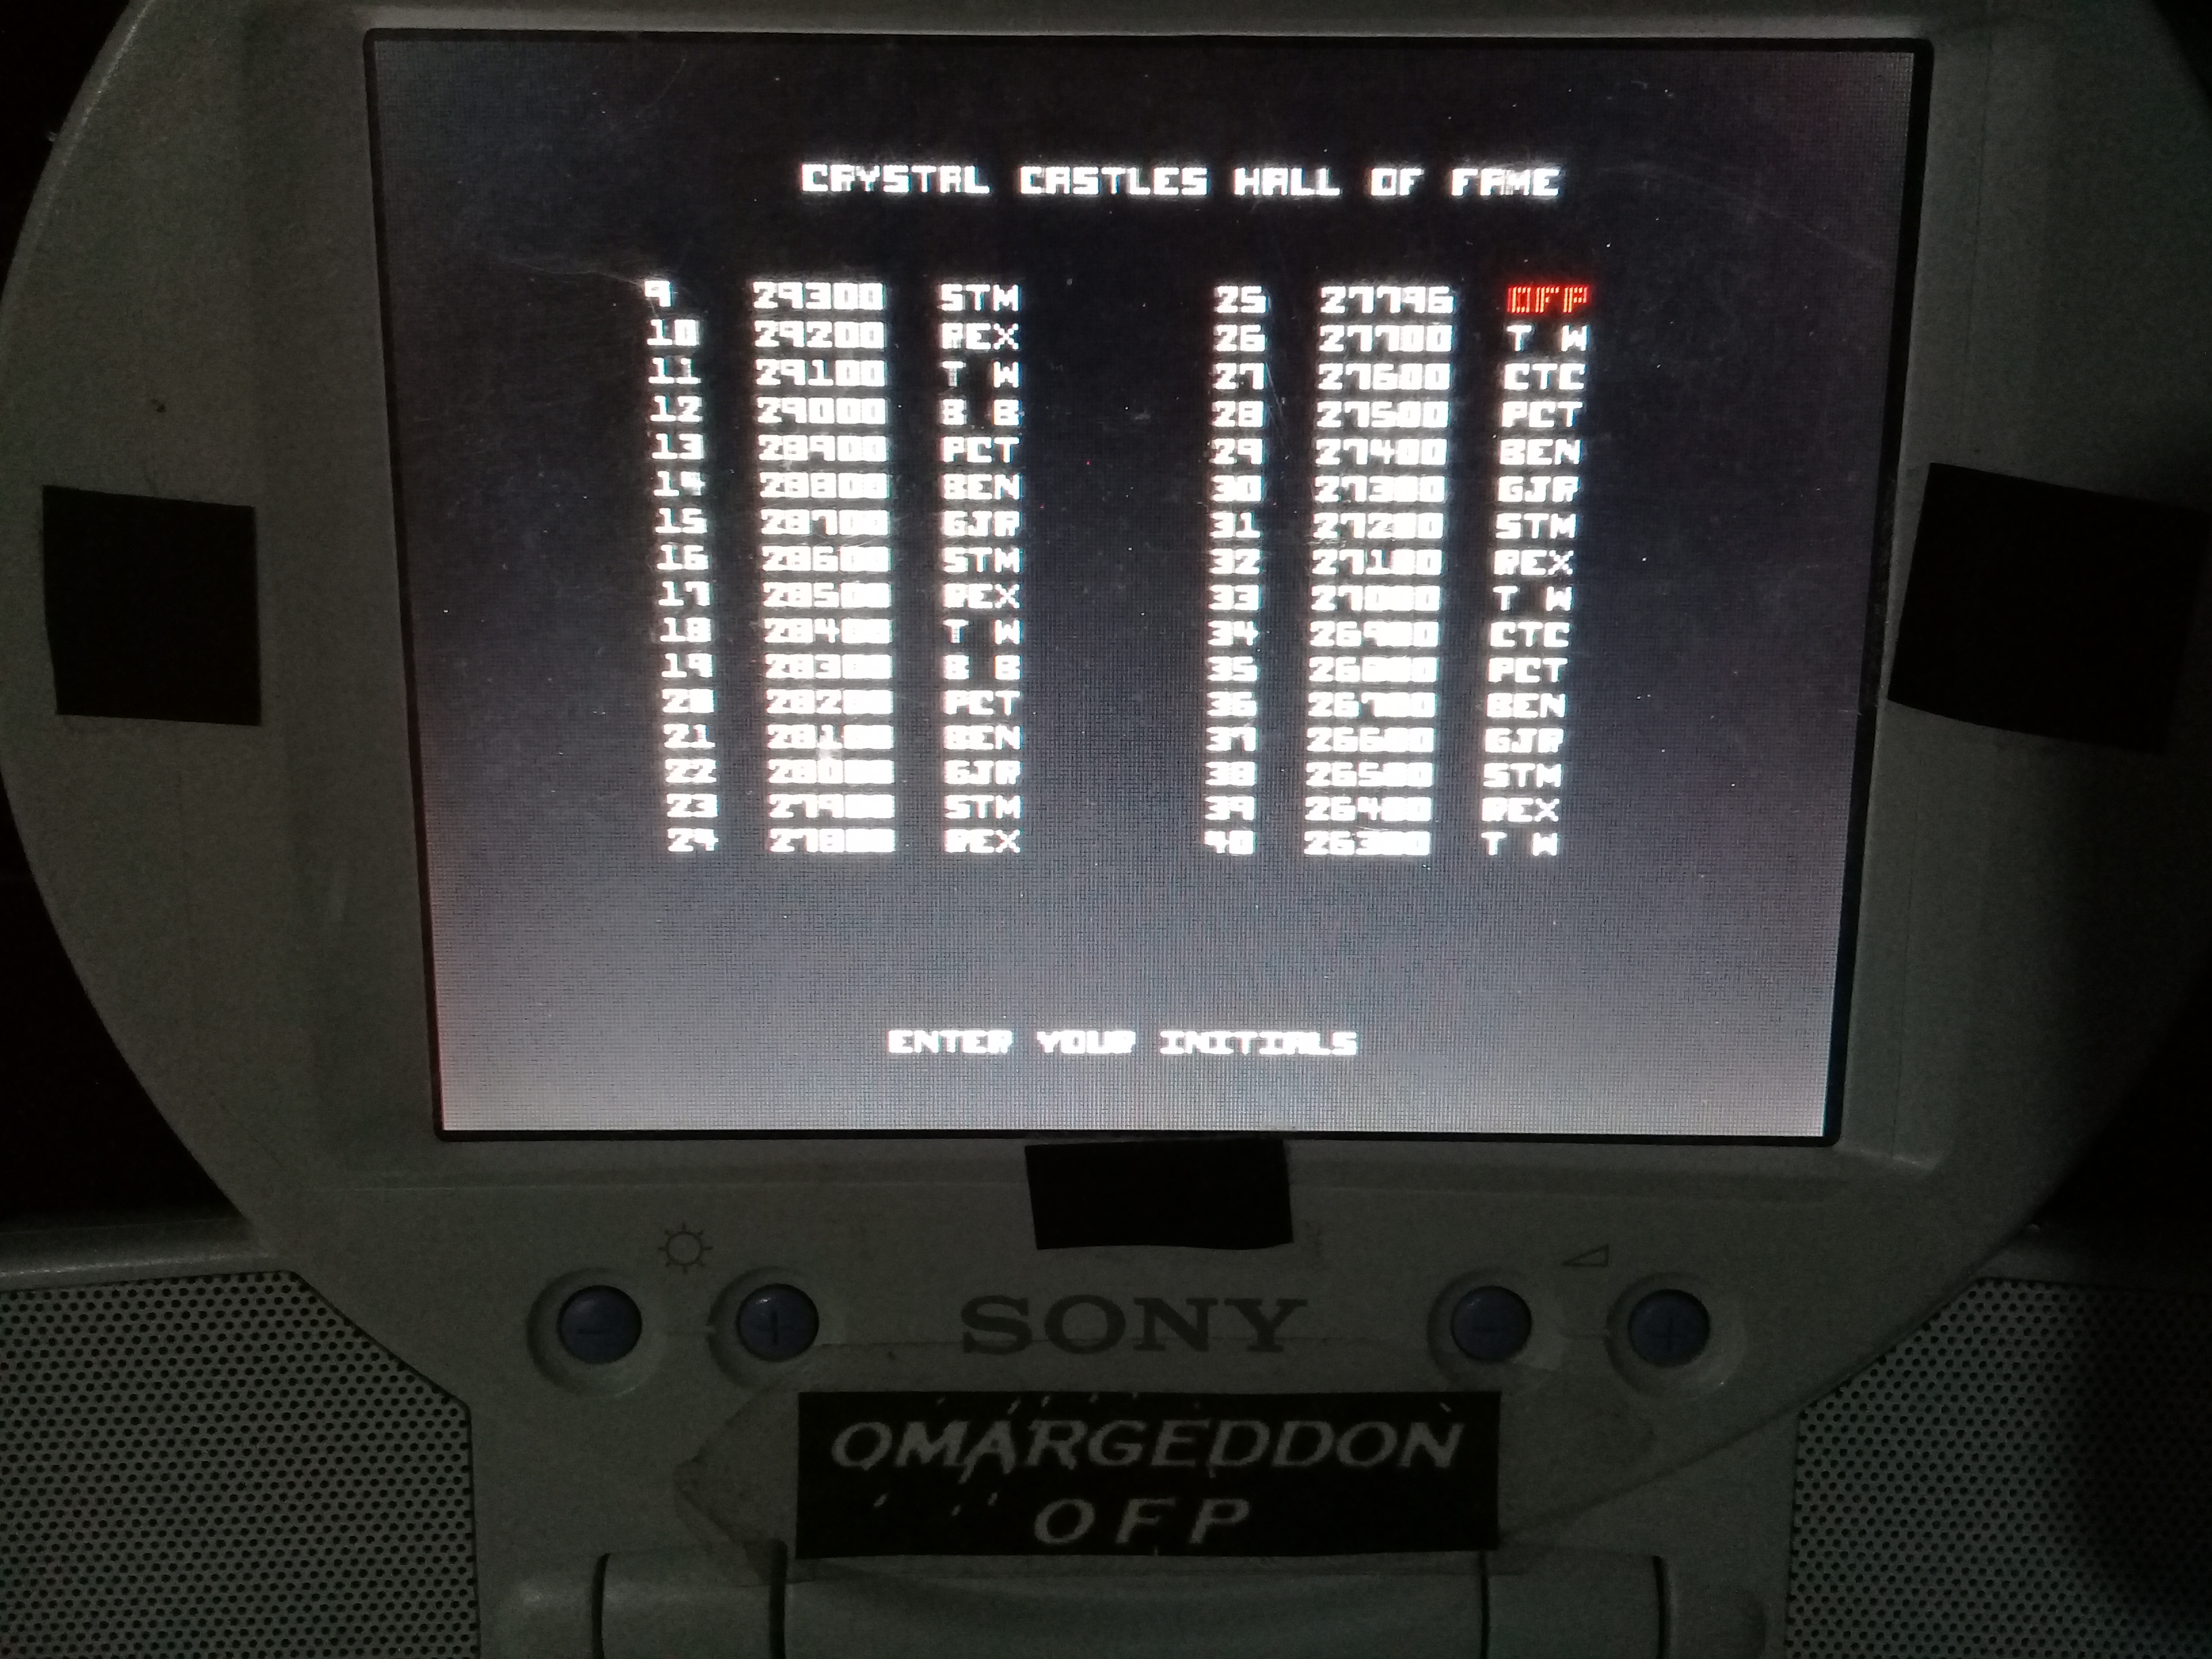 CRYSTAL CASTLES HALL OF FAME
9 29300 STM 25 27796 OFP
10 29200 REX 26 27700 T W
11 29100 T W 27 27600 CTC
12 29000 B B 28 27500 PCT
13 28900 PCT 29 27400 BEN
14 28800 BEN 30 27300 GJR
15 28700 GJR 31 27200 STM
16 28600 STM 32 27100 REX
17 28500 REX 33 27000 T W
18 28400 T W 34 26900 CTC
19 28300 B B 35 26800 PCT
20 28200 PCT 36 26700 BEN
21 28100 BEN 37 26600 GJR
22 28000 GJR 38 26500 STM
23 27900 STM 39 26400 REX
24 27800 REX 40 26300 T W
ENTER YOUR INITIALS
SONY
OMARGEDDON
OFP